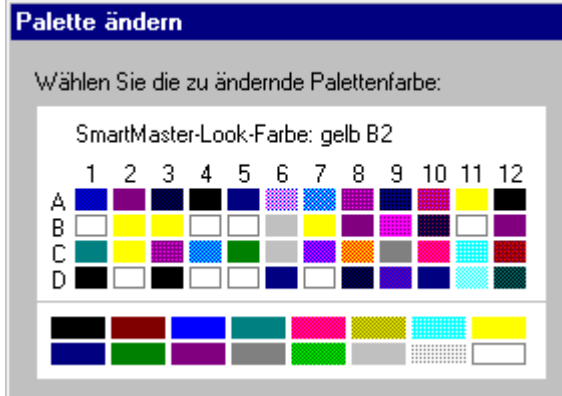 Palette ändern
Wählen Sie die zu ändernde Palettenfarbe:
SmartMaster-Look-Farbe: gelb B2
1 2 3 4 5 6 7 8 9 10 11 12
A
B
C
D